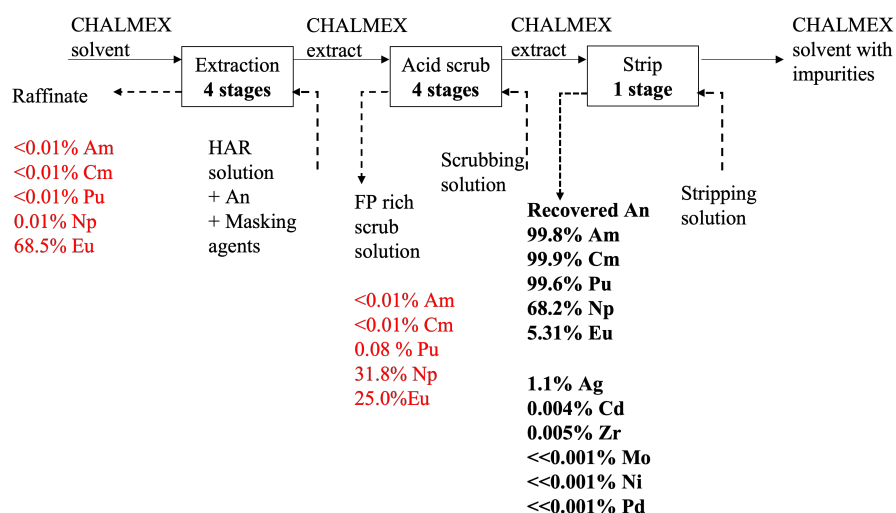 CHALMEX
solvent
Extraction
4 stages
CHALMEX
extract
Acid scrub
4 stages
CHALMEX
extract
Strip
1 stage
CHALMEX
solvent with
impurities
Raffinate
<0.01% Am
<0.01% Cm
<0.01% Pu
0.01% Np
68.5% Eu
HAR
solution
+ An
+ Masking
agents
FP rich
scrub
solution
<0.01% Am
<0.01% Cm
0.08 % Pu
31.8% Np
25.0%Eu
Scrubbing
solution
Recovered An
99.8% Am
99.9% Cm
99.6% Pu
68.2% Np
5.31% Eu
1.1% Ag
0.004% Cd
0.005% Zr
<<0.001% Mo
<<0.001% Ni
<<0.001% Pd
Stripping
solution